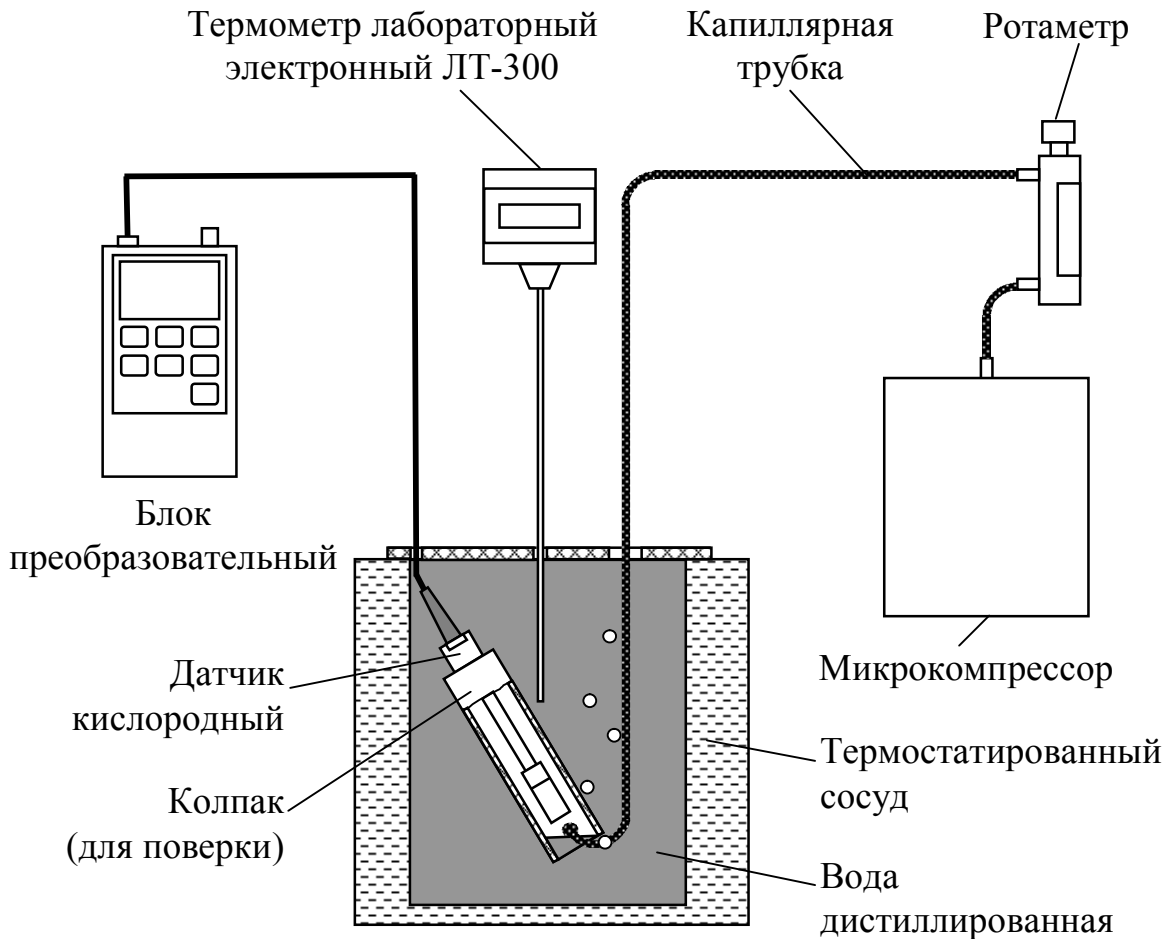 Термометр лабораторный
электронный ЛТ-300
Капиллярная
трубка
Ротаметр
Блок
преобразовательный
Датчик
кислородный
Колпак
(для поверки)
Микрокомпрессор
Термостатированный
сосуд
Вода
дистиллированная